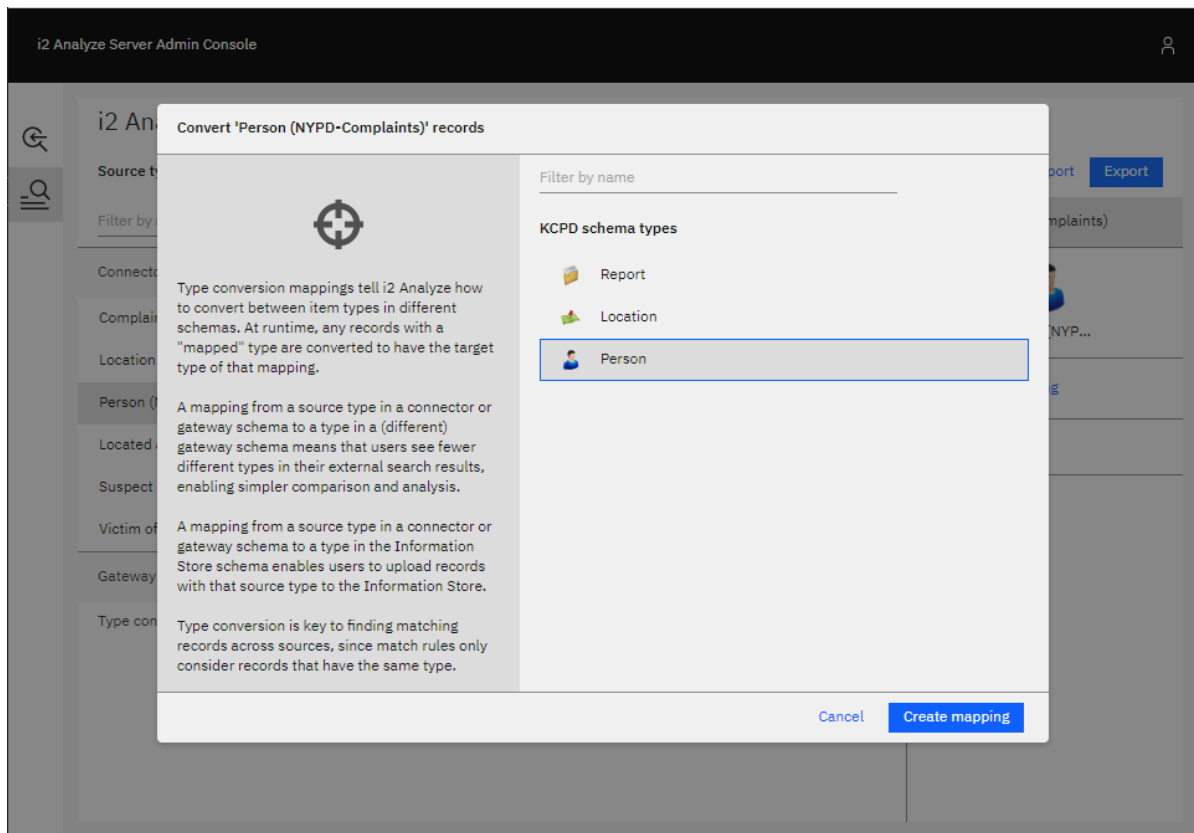 i2 Analyze Server Admin Console
i2 An
Source ty
Filter by
Connecto
Complain
Location
Person (N
Located
Suspect
Victim of
Gateway
Type con
Convert 'Person (NYPD-Complaints)' records
Type conversion mappings tell i2 Analyze how
to convert between item types in different
schemas. At runtime, any records with a
"mapped" type are converted to have the target
type of that mapping.
A mapping from a source type in a connector or
gateway schema to a type in a (different)
gateway schema means that users see fewer
different types in their external search results,
enabling simpler comparison and analysis.
A mapping from a source type in a connector or
gateway schema to a type in the Information
Store schema enables users to upload records
with that source type to the Information Store.
Type conversion is key to finding matching
records across sources, since match rules only
consider records that have the same type.
Filter by name
KCPD schema types
Report
Location
Person
Cancel
Create mapping
port
Export
mplaints)
(NYP...
g